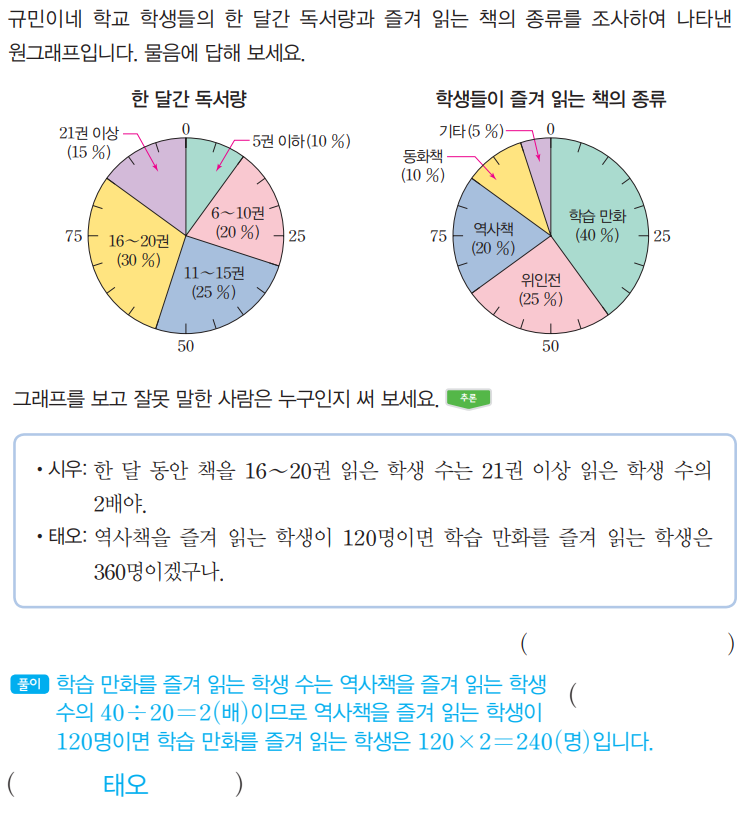 규민이네 학교 학생들의 한 달간 독서량과 즐겨 읽는 책의 종류를 조사하여 나타낸
원그래프입니다. 물음에 답해 보세요.
한 달간 독서량
0
21권 이상
(15 %)
5권 이하(10 %)
6~10권
(20 %)
75
25
16~20권
(30 %)
11~15권
(25 %)
50
학생들이 즐겨 읽는 책의 종류
기타(5 %)
0
동화책
(10 %)
학습 만화
(40 %)
75
25
역사책
(20 %)
위인전
(25 %)
50
그래프를 보고 잘못 말한 사람은 누구인지 써 보세요. 추론
• 시우: 한 달 동안 책을 16~20권 읽은 학생 수는 21권 이상 읽은 학생 수의
2배야.
• 태오: 역사책을 즐겨 읽는 학생이 120명이면 학습 만화를 즐겨 읽는 학생은
360명이겠구나.
( )
풀이 학습 만화를 즐겨 읽는 학생 수는 역사책을 즐겨 읽는 학생 (
수의 40÷20=2(배)이므로 역사책을 즐겨 읽는 학생이
120명이면 학습 만화를 즐겨 읽는 학생은 120×2=240(명)입니다.
( 태오 )